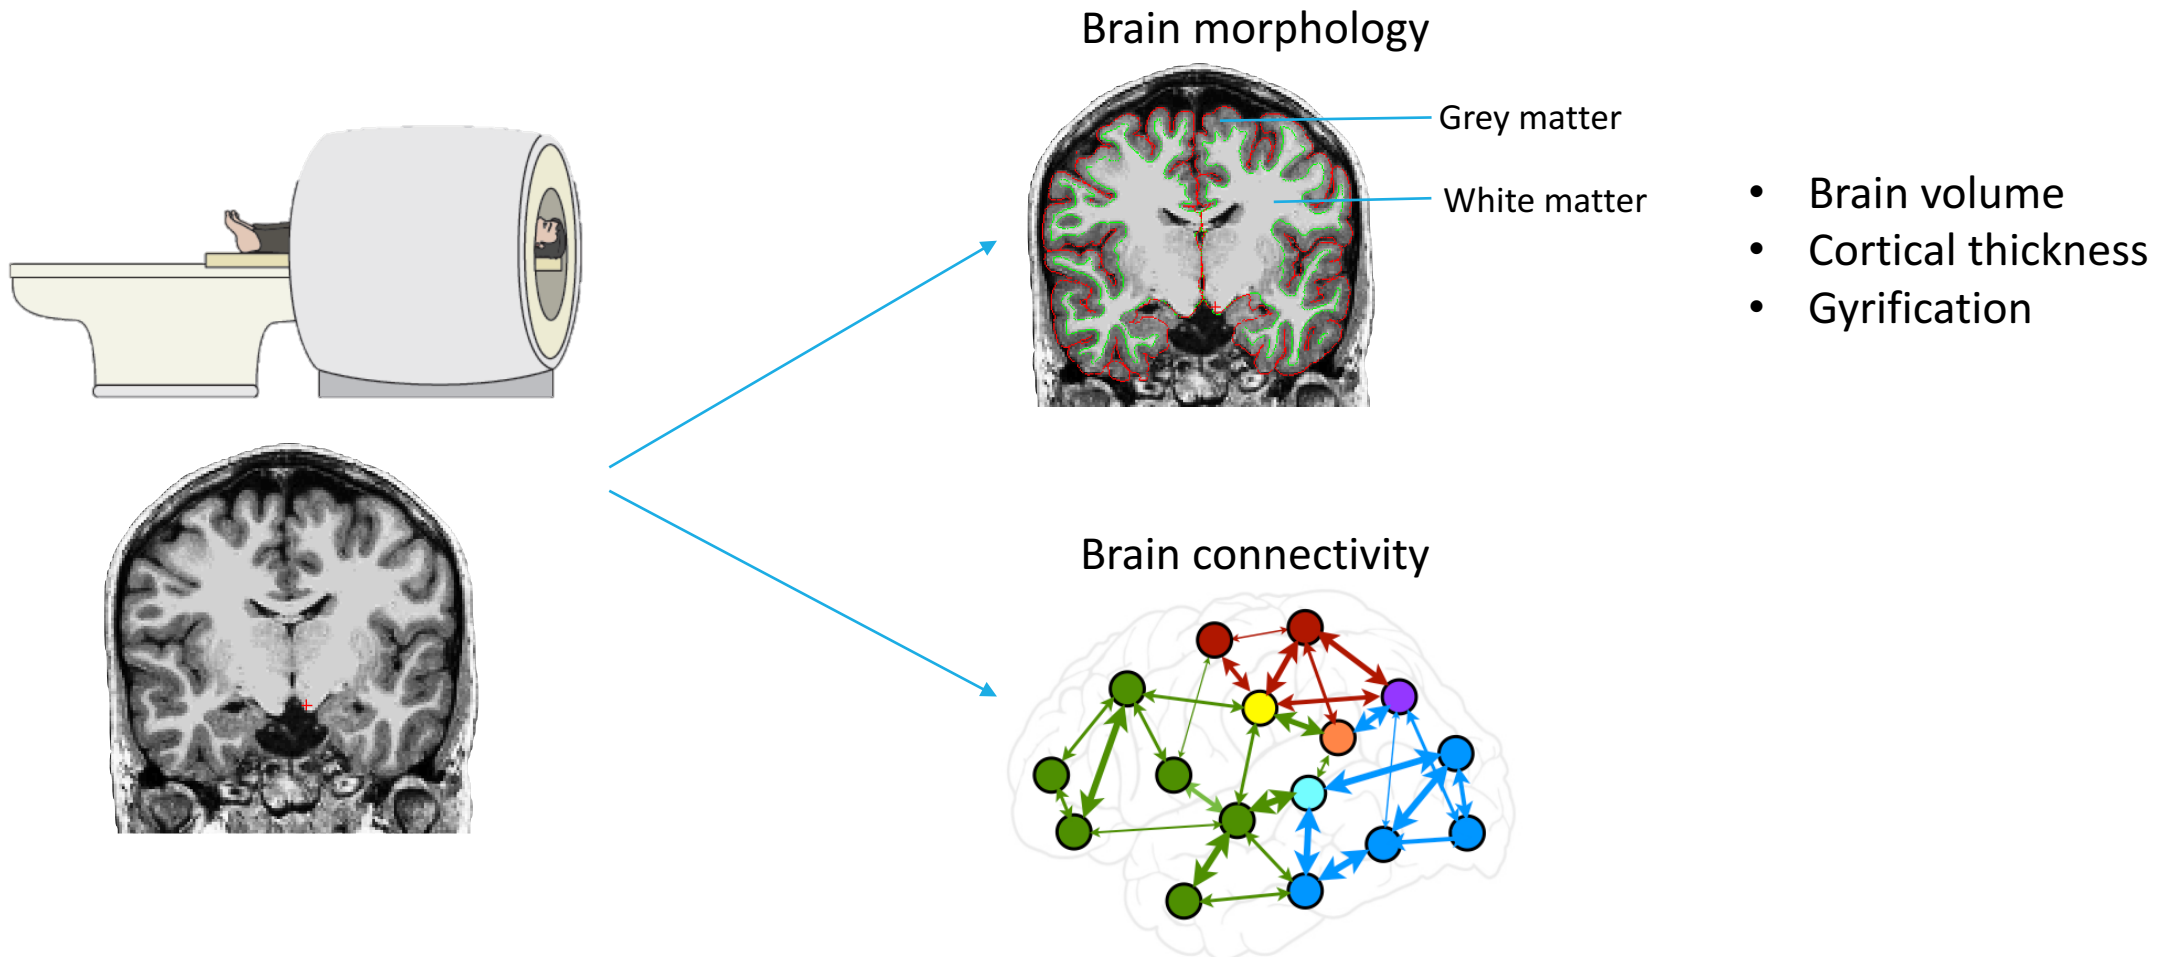 Brain morphology
Grey matter
White matter
• Brain volume
• Cortical thickness
• Gyrification
Brain connectivity